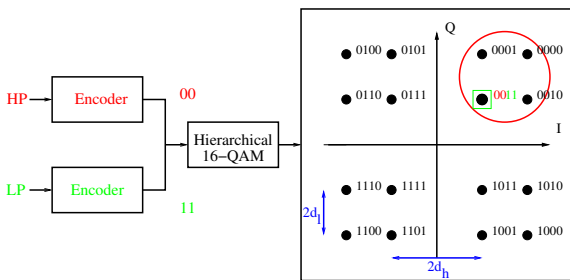 Q
0100 0101 0001 0000
HP Encoder 00
0110 0111 0011 0010
I
Hierarchical
16-QAM
LP Encoder 11
1110 1111 1011 1010
2d_l
1100 1101 1001 1000
2d_h